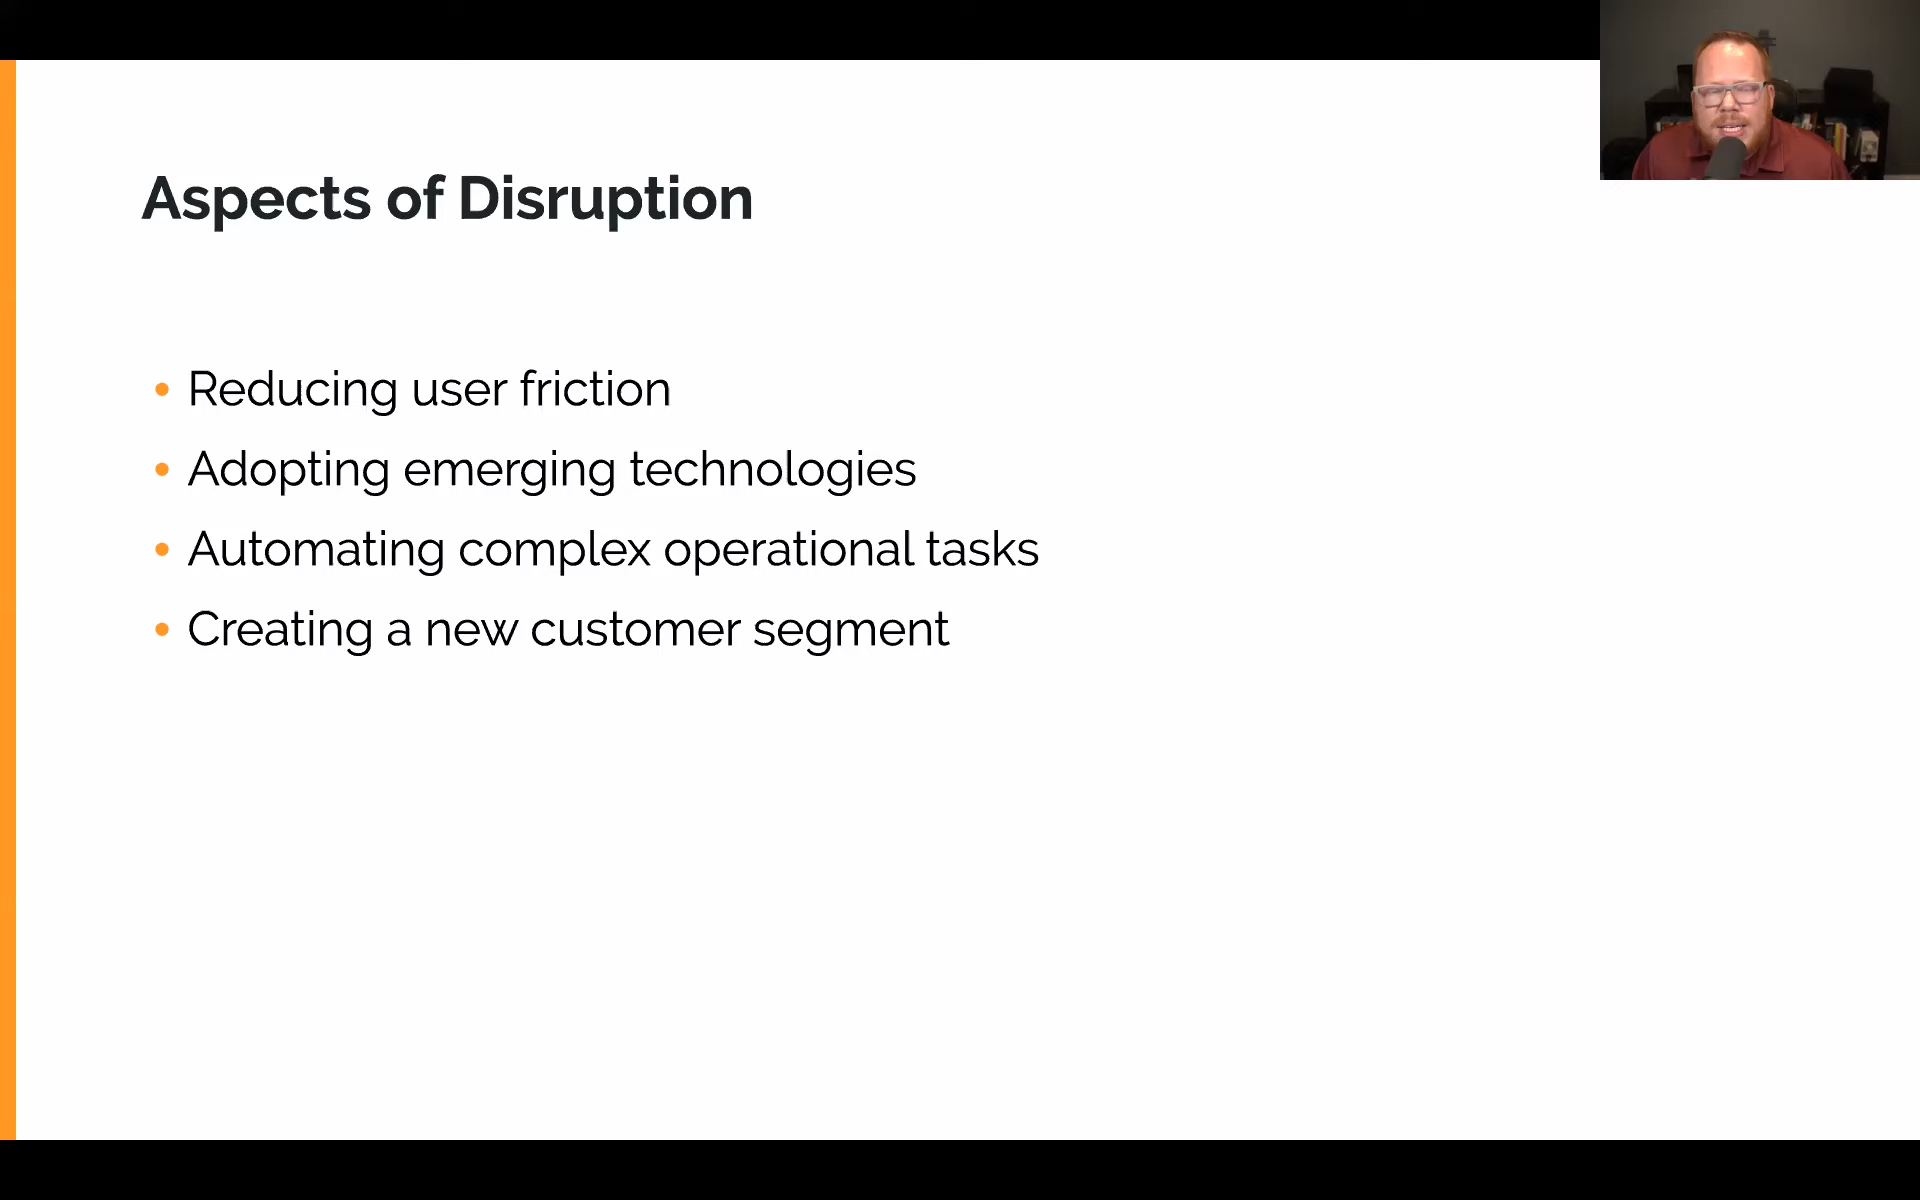 Aspects of Disruption
• Reducing user friction
• Adopting emerging technologies
• Automating complex operational tasks
• Creating a new customer segment